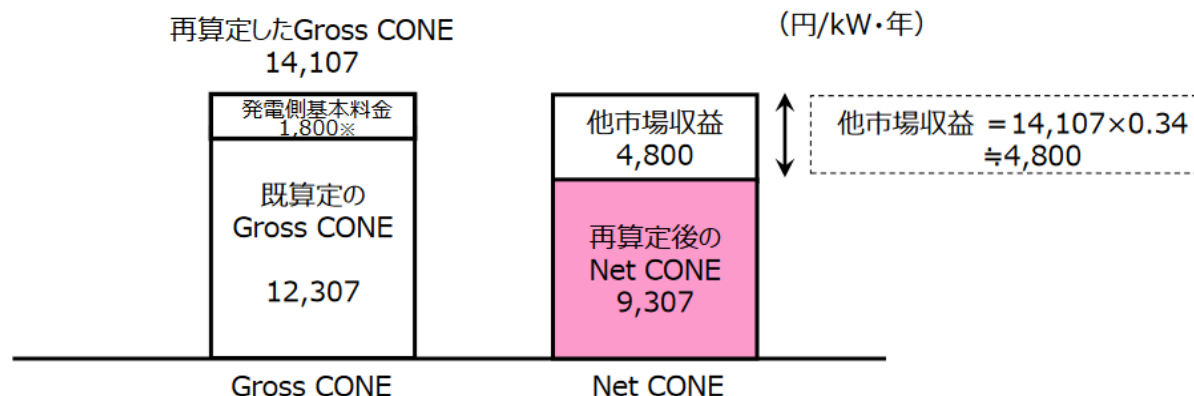 再算定したGross CONE
14,107
（円/kW・年）
発電側基本料金
1,800※
既算定の
Gross CONE
12,307
他市場収益
4,800
再算定後の
Net CONE
9,307
他市場収益 ＝14,107×0.34
≒4,800
Gross CONE
Net CONE